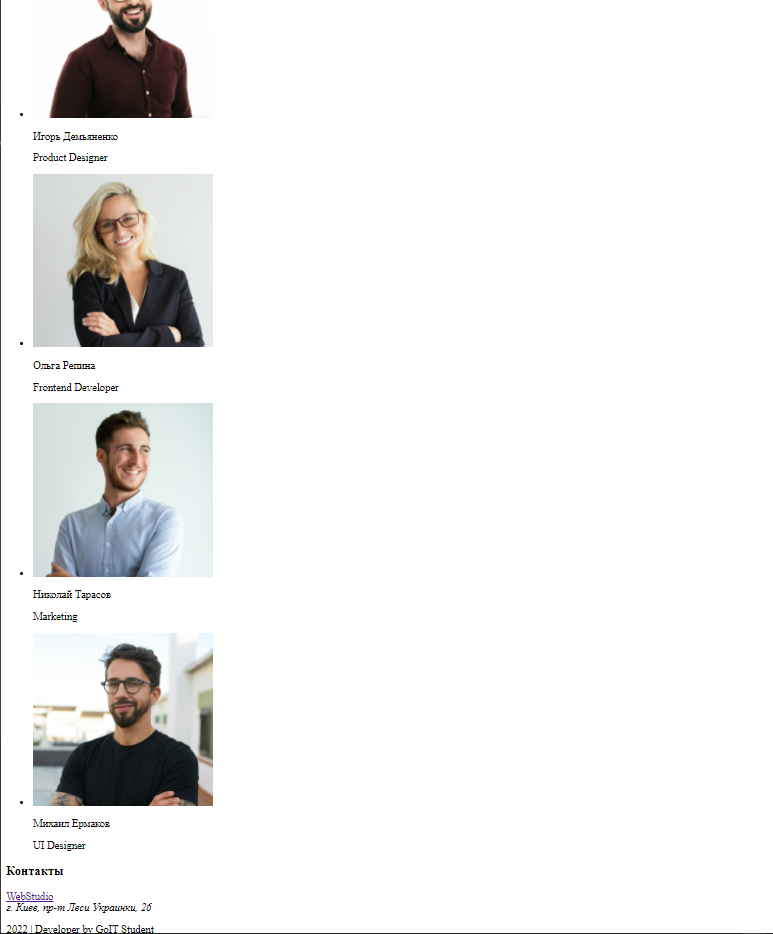 Игорь Демьяненко
Product Designer
Ольга Репина
Frontend Developer
Николай Тарасов
Marketing
Михаил Ермаков
UI Designer
Контакты
WebStudio
г. Киев, пр-т Леси Украинки, 26
2022 | Developer by GoIT Student